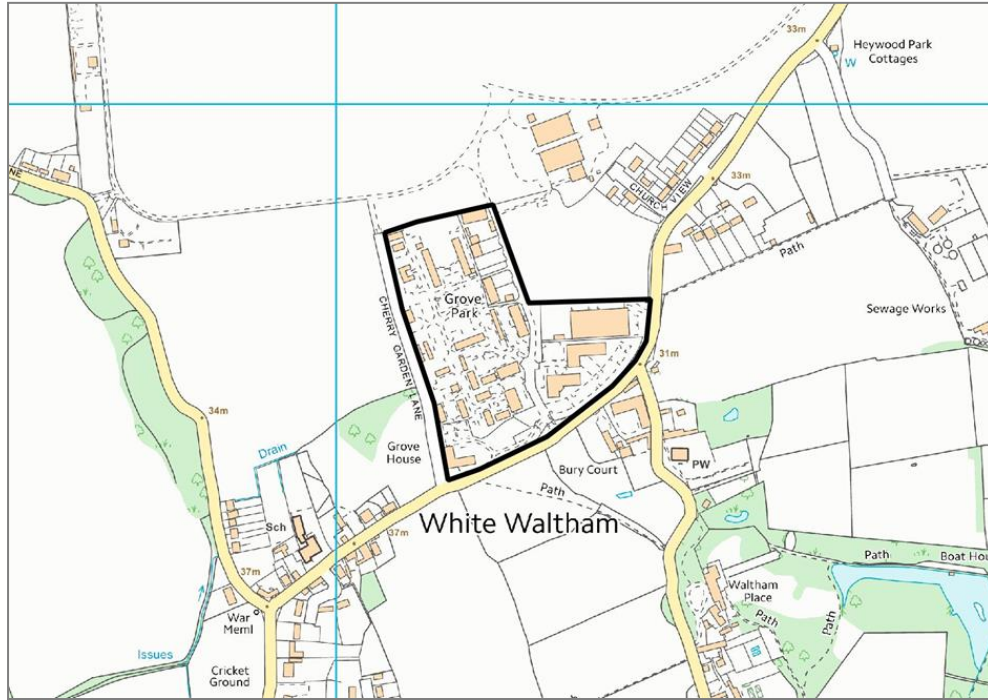 33m
Heywood Park
Cottages
W
NE
CHURCH VIEW
33m
Path
Grove
Park
Sewage Works
CHERRY GARDEN LANE
31m
34m
Drain
Grove
House
Bury Court
PW
Path
Sch
White Waltham
37m
Path
Boat Hou
37m
Waltham
Place
War
Meml
Path
Path
Issues
Cricket
Ground